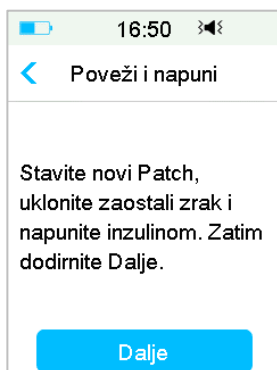 16:50
Poveži i napuni
Stavite novi Patch,
uklonite zaostali zrak i
napunite inzulinom. Zatim
dodirnite Dalje.
Dalje